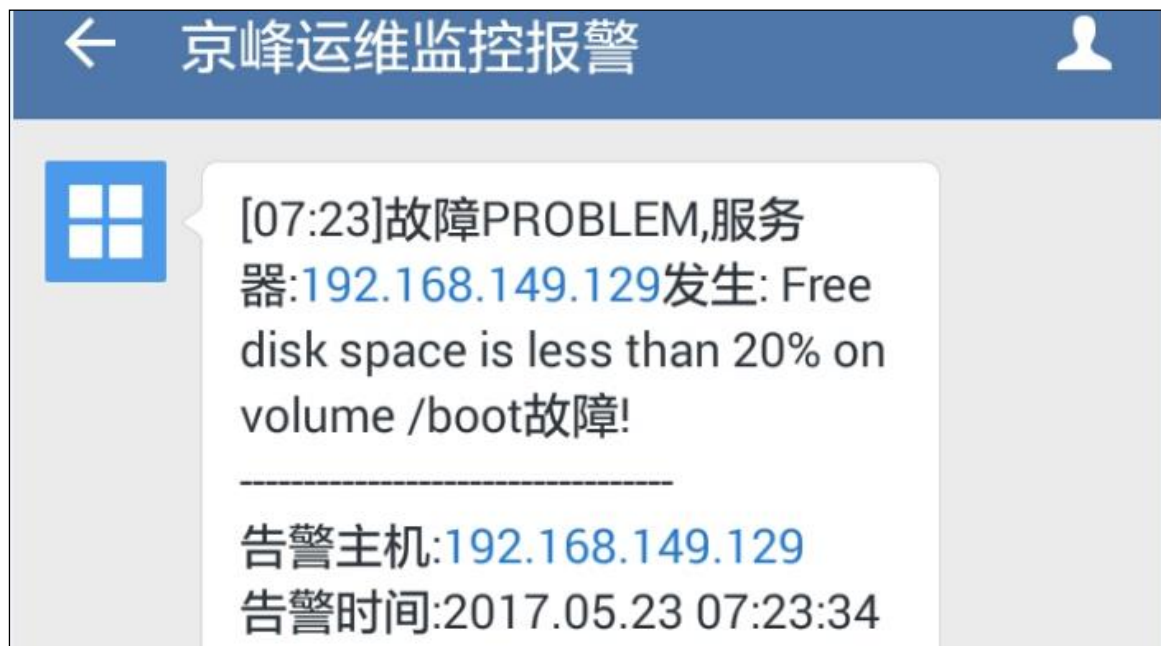 京峰运维监控报警
[07:23]故障PROBLEM,服务
器:192.168.149.129发生: Free
disk space is less than 20% on
volume /boot故障!
----------------------------------
告警主机:192.168.149.129
告警时间:2017.05.23 07:23:34